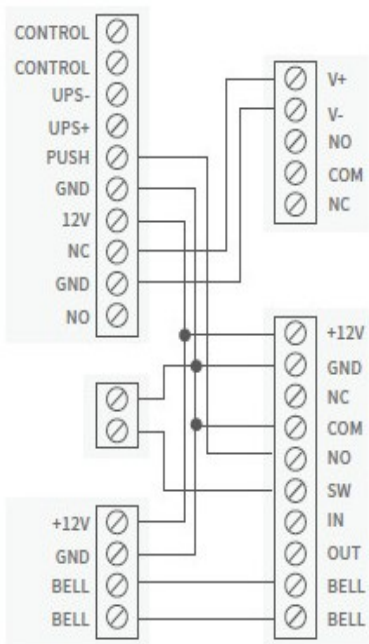 CONTROL
CONTROL
UPS-
UPS+
PUSH
GND
12V
NC
GND
NO
V+
V-
NO
COM
NC
+12V
GND
NC
COM
NO
SW
IN
OUT
BELL
BELL
+12V
GND
BELL
BELL